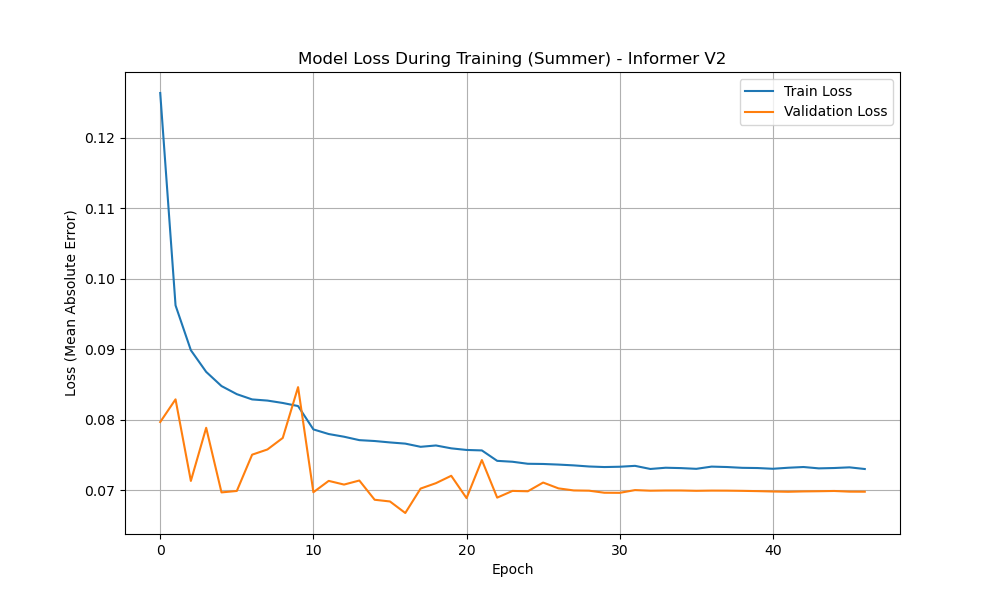 Model Loss During Training (Summer) - Informer V2
Train Loss
Validation Loss
Loss (Mean Absolute Error)
0.12
0.11
0.10
0.09
0.08
0.07
0
10
20
30
40
Epoch